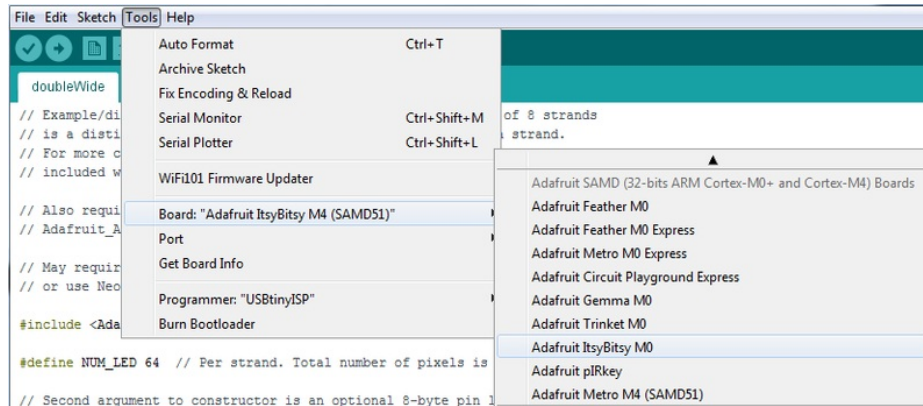 File Edit Sketch Tools Help
Auto Format Ctrl+T
Archive Sketch
Fix Encoding & Reload
Serial Monitor Ctrl+Shift+M
Serial Plotter Ctrl+Shift+L
WiFi101 Firmware Updater
Board: "Adafruit ItsyBitsy M4 (SAMD51)"
Port
Get Board Info
Programmer: "USBtinyISP"
Burn Bootloader
Adafruit SAMD (32-bits ARM Cortex-M0+ and Cortex-M4) Boards
Adafruit Feather M0
Adafruit Feather M0 Express
Adafruit Metro M0 Express
Adafruit Circuit Playground Express
Adafruit Gemma M0
Adafruit Trinket M0
Adafruit ItsyBitsy M0
Adafruit pIRkey
Adafruit Metro M4 (SAMD51)
doubleWide
// Example/di of 8 strands
// is a disti strand.
// For more c
// included w
// Also requi
// Adafruit_A
// May requir
// or use Neo
#include <Ada
#define NUM_LED 64 // Per strand. Total number of pixels is
// Second argument to constructor is an optional 8-byte pin l